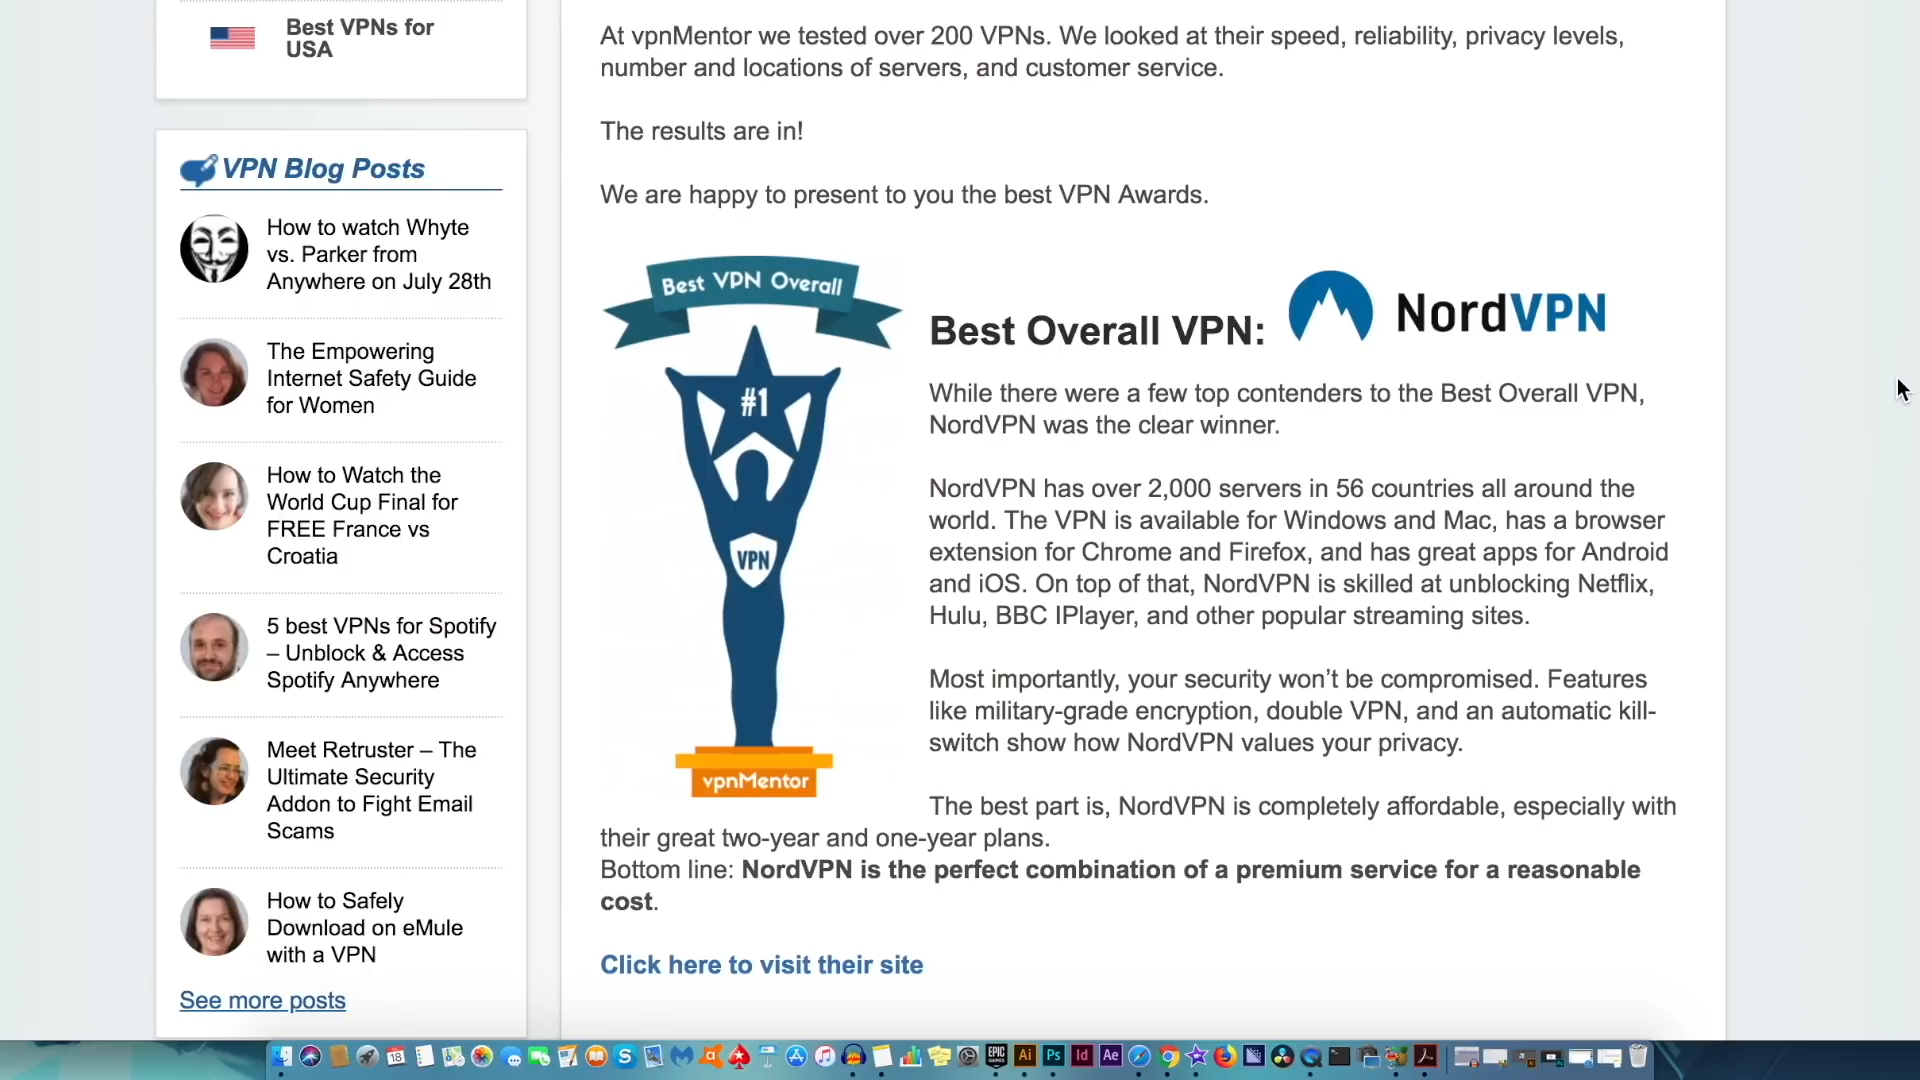 Best VPNs for
USA
VPN Blog Posts
How to watch Whyte
vs. Parker from
Anywhere on July 28th
The Empowering
Internet Safety Guide
for Women
How to Watch the
World Cup Final for
FREE France vs
Croatia
5 best VPNs for Spotify
– Unblock & Access
Spotify Anywhere
Meet Retruster – The
Ultimate Security
Addon to Fight Email
Scams
How to Safely
Download on eMule
with a VPN
See more posts
At vpnMentor we tested over 200 VPNs. We looked at their speed, reliability, privacy levels,
number and locations of servers, and customer service.
The results are in!
We are happy to present to you the best VPN Awards.
Best VPN Overall
#1
VPN
vpnMentor
Best Overall VPN:
NordVPN
While there were a few top contenders to the Best Overall VPN,
NordVPN was the clear winner.
NordVPN has over 2,000 servers in 56 countries all around the
world. The VPN is available for Windows and Mac, has a browser
extension for Chrome and Firefox, and has great apps for Android
and iOS. On top of that, NordVPN is skilled at unblocking Netflix,
Hulu, BBC IPlayer, and other popular streaming sites.
Most importantly, your security won’t be compromised. Features
like military-grade encryption, double VPN, and an automatic kill-
switch show how NordVPN values your privacy.
The best part is, NordVPN is completely affordable, especially with
their great two-year and one-year plans.
Bottom line: NordVPN is the perfect combination of a premium service for a reasonable
cost.
Click here to visit their site
18
EPIC
Ai
Ps
Id
Ae